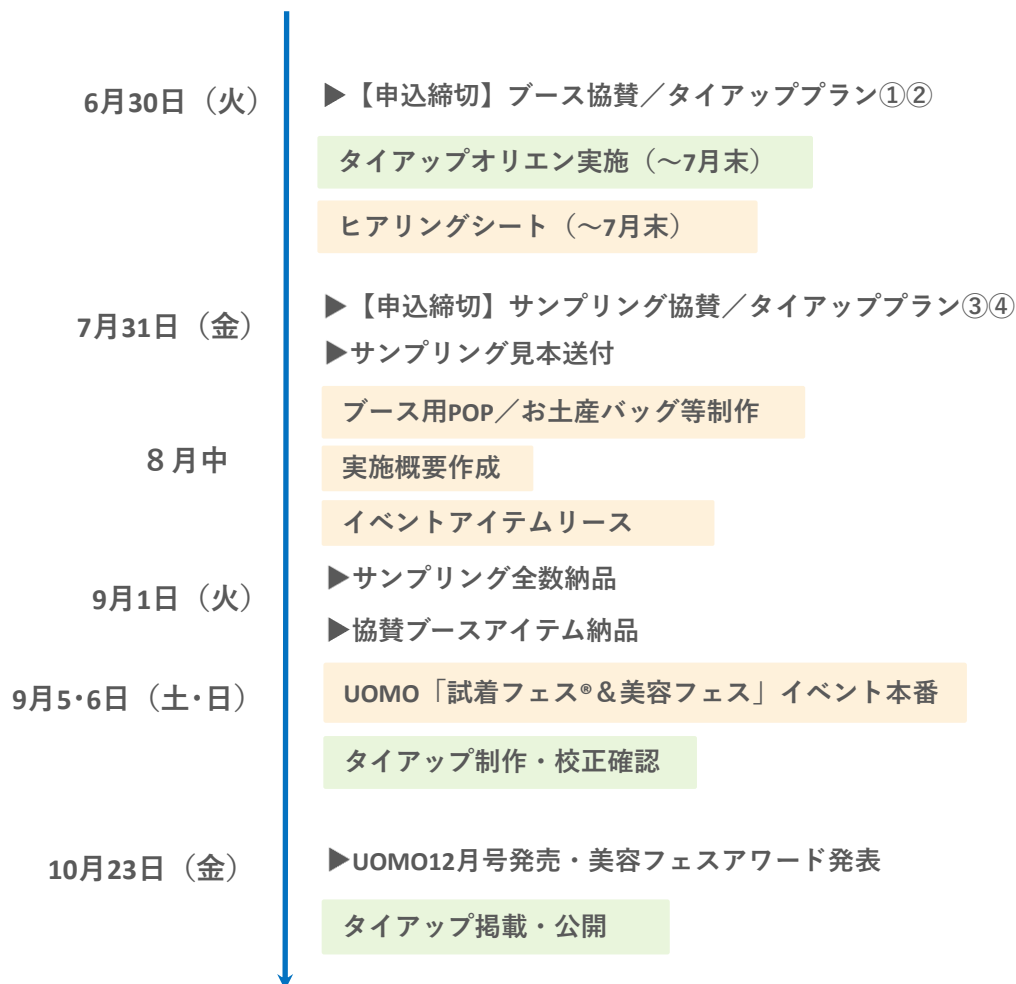 6月30日（火）
▶【申込締切】ブース協賛／タイアッププラン①②
タイアップオリエン実施（～7月末）
ヒアリングシート（～7月末）
7月31日（金）
▶【申込締切】サンプリング協賛／タイアッププラン③④
▶サンプリング見本送付
ブース用POP／お土産バッグ等制作
８月中
実施概要作成
イベントアイテムリース
9月1日（火）
▶サンプリング全数納品
▶協賛ブースアイテム納品
9月5･6日（土･日）
UOMO「試着フェス®＆美容フェス」イベント本番
タイアップ制作・校正確認
10月23日（金）
▶UOMO12月号発売・美容フェスアワード発表
タイアップ掲載・公開